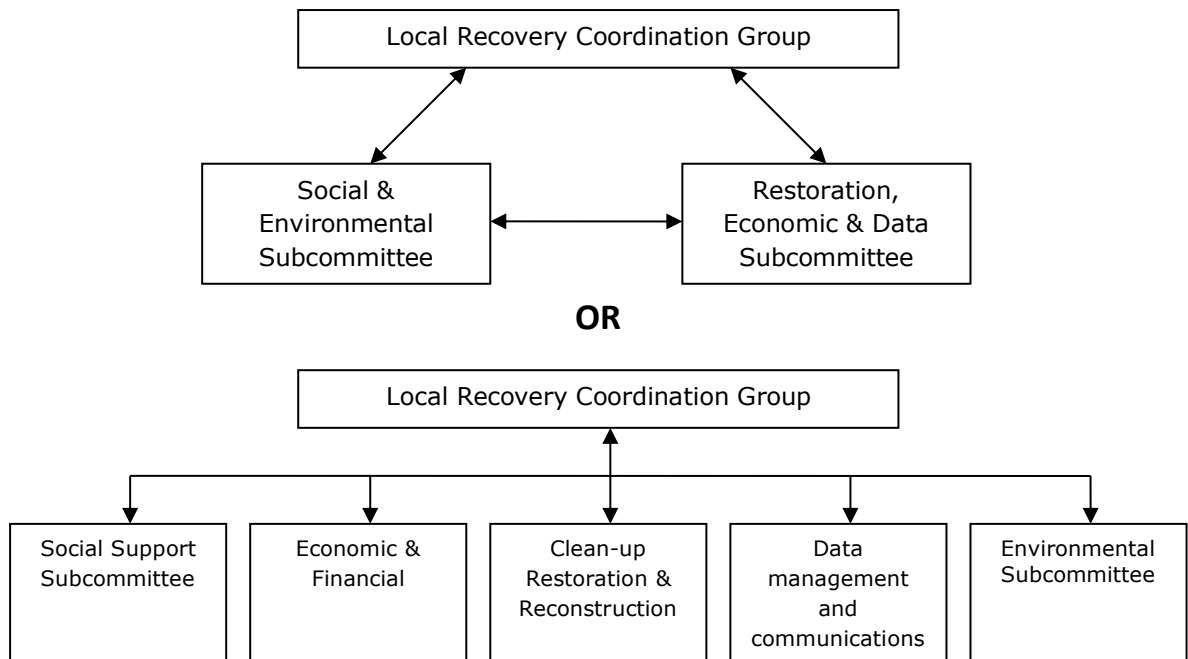 Local Recovery Coordination Group
Social &
Environmental
Subcommittee
Restoration,
Economic & Data
Subcommittee
OR
Local Recovery Coordination Group
Social Support
Subcommittee
Economic &
Financial
Clean-up
Restoration &
Reconstruction
Data
management
and
communications
Environmental
Subcommittee